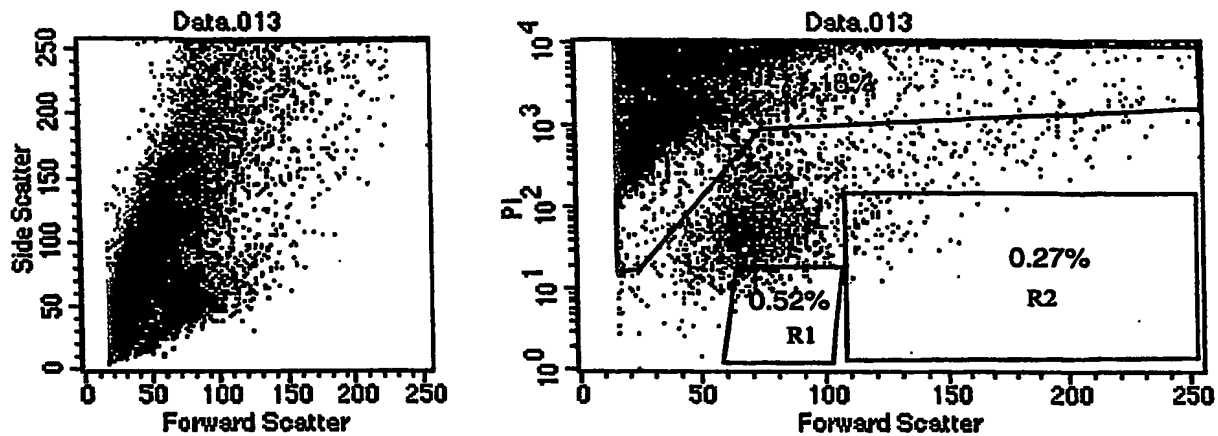 Data.013
250
200
150
100
50
0
Side Scatter
0 50 100 150 200 250
Forward Scatter
Data.013
10^4
10^3
10^2
10^1
10^0
PI
0.52%
R1
0.27%
R2
0 50 100 150 200 250
Forward Scatter